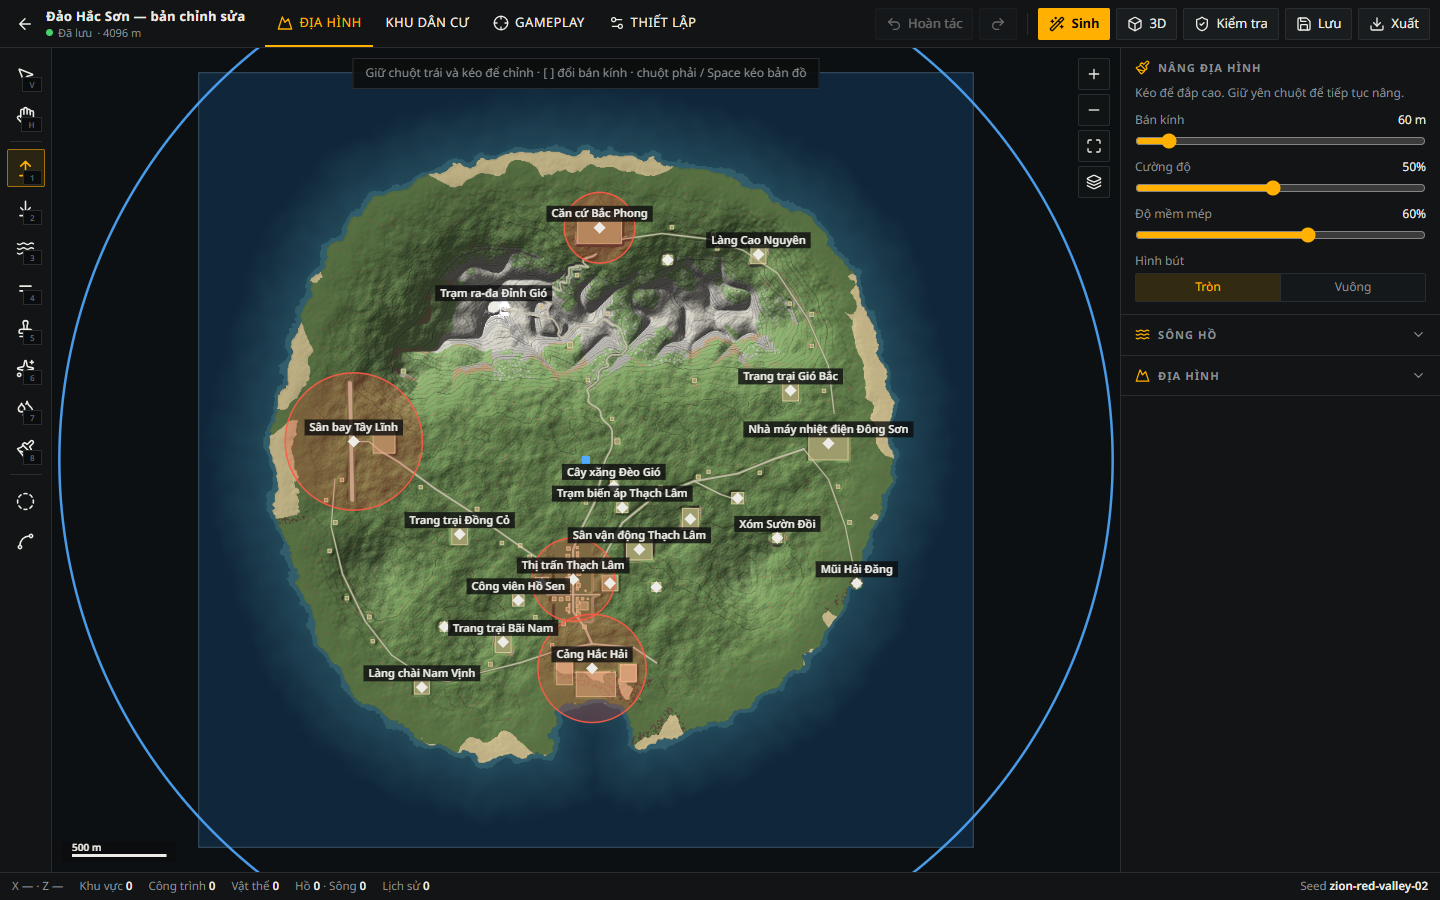 Đảo Hắc Sơn — bản chỉnh sửa
Đã lưu · 4096 m
ĐỊA HÌNH
KHU DÂN CƯ
GAMEPLAY
THIẾT LẬP
Hoàn tác
Sinh
3D
Kiểm tra
Lưu
Xuất
V
H
1
2
3
4
5
6
7
8
Giữ chuột trái và kéo để chỉnh · [ ] đổi bán kính · chuột phải / Space kéo bản đồ
Căn cứ Bắc Phong
Làng Cao Nguyên
Trạm ra-đa Đỉnh Gió
Trang trại Gió Bắc
Sân bay Tây Lĩnh
Nhà máy nhiệt điện Đông Sơn
Cây xăng Đèo Gió
Trạm biến áp Thạch Lâm
Trang trại Đồng Cỏ
Xóm Sườn Đồi
Sân vận động Thạch Lâm
Thị trấn Thạch Lâm
Mũi Hải Đăng
Công viên Hồ Sen
Trang trại Bãi Nam
Cảng Hắc Hải
Làng chài Nam Vịnh
500 m
NÂNG ĐỊA HÌNH
Kéo để đắp cao. Giữ yên chuột để tiếp tục nâng.
Bán kính 60 m
Cường độ 50%
Độ mềm mép 60%
Hình bút
Tròn Vuông
SÔNG HỒ
ĐỊA HÌNH
X — · Z — Khu vực 0 Công trình 0 Vật thể 0 Hồ 0 · Sông 0 Lịch sử 0
Seed zion-red-valley-02